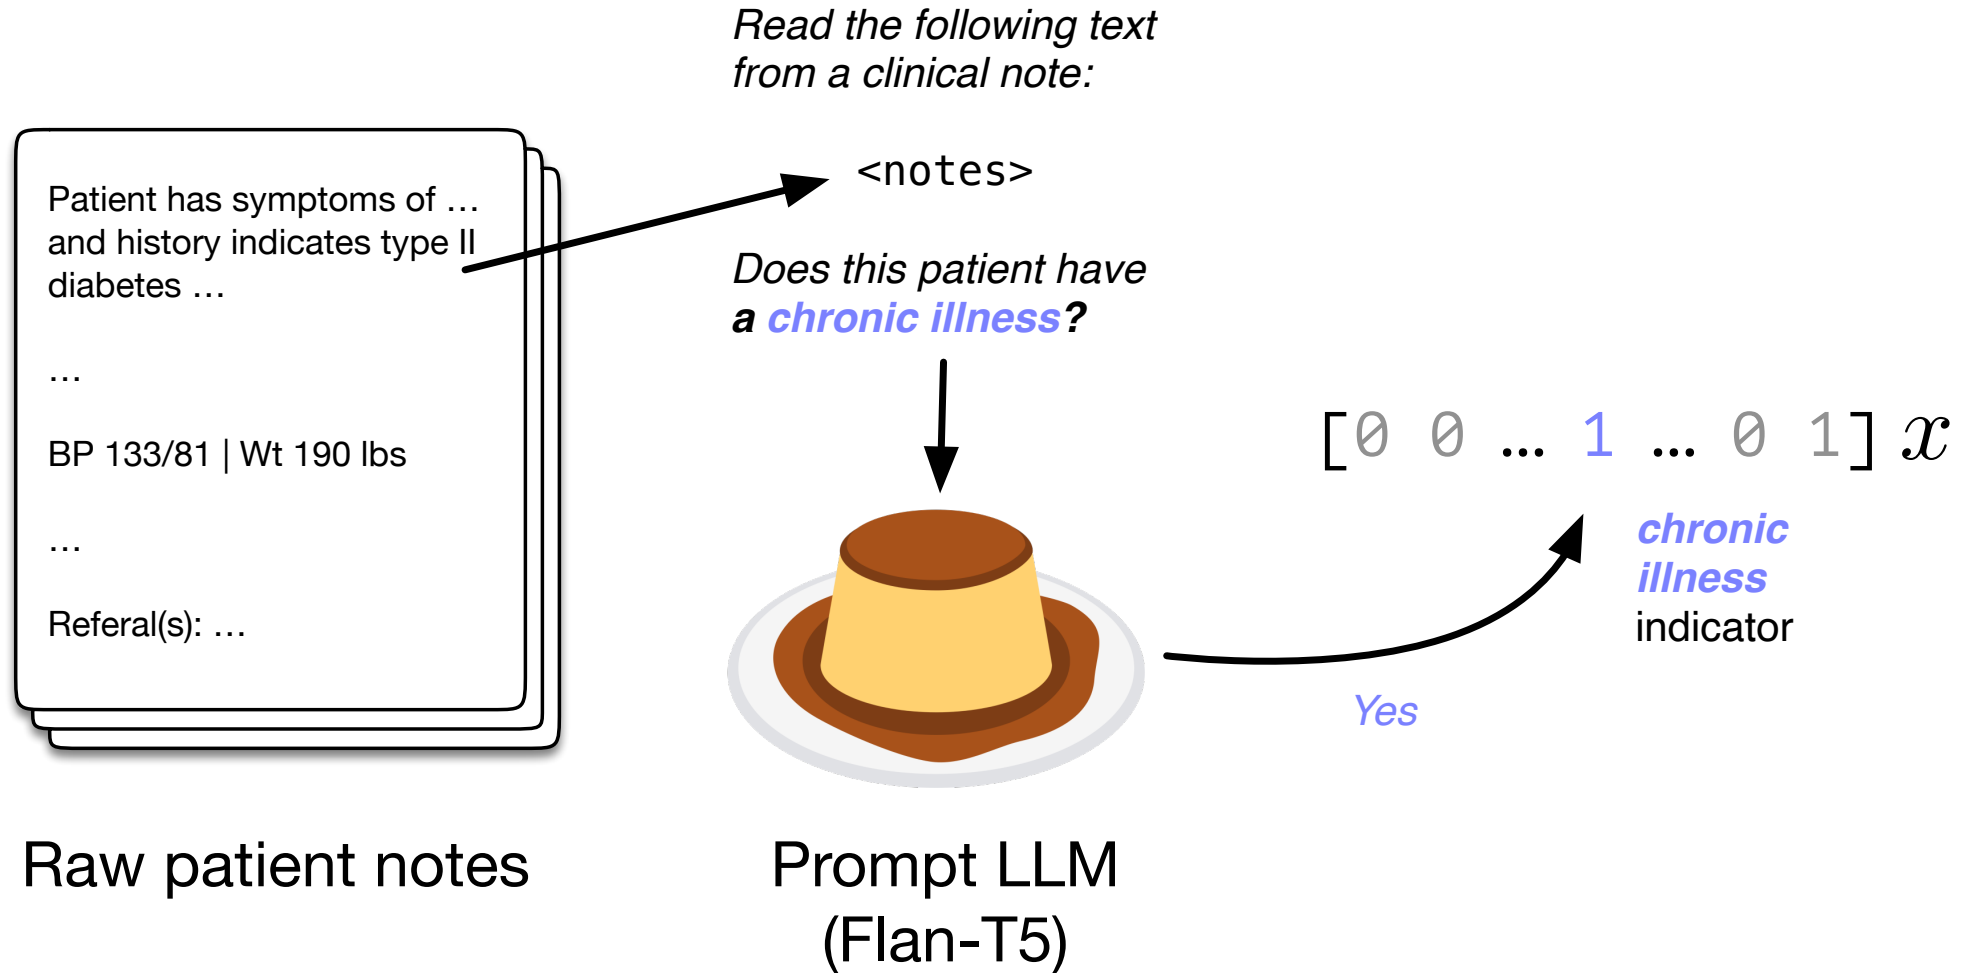 Read the following text
from a clinical note:
<notes>
Does this patient have
a chronic illness?
Patient has symptoms of …
and history indicates type II
diabetes …
…
BP 133/81 | Wt 190 lbs
…
Referal(s): …
[0 0 … 1 … 0 1] x
chronic
illness
indicator
Yes
Raw patient notes
Prompt LLM
(Flan-T5)